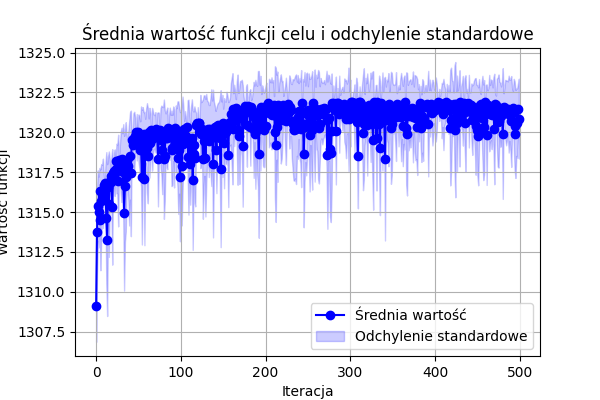 Średnia wartość funkcji celu i odchylenie standardowe
1325.0
1322.5
1320.0
1317.5
1315.0
1312.5
1310.0
1307.5
wartość funkcji
0
100
200
300
400
500
Iteracja
Średnia wartość
Odchylenie standardowe